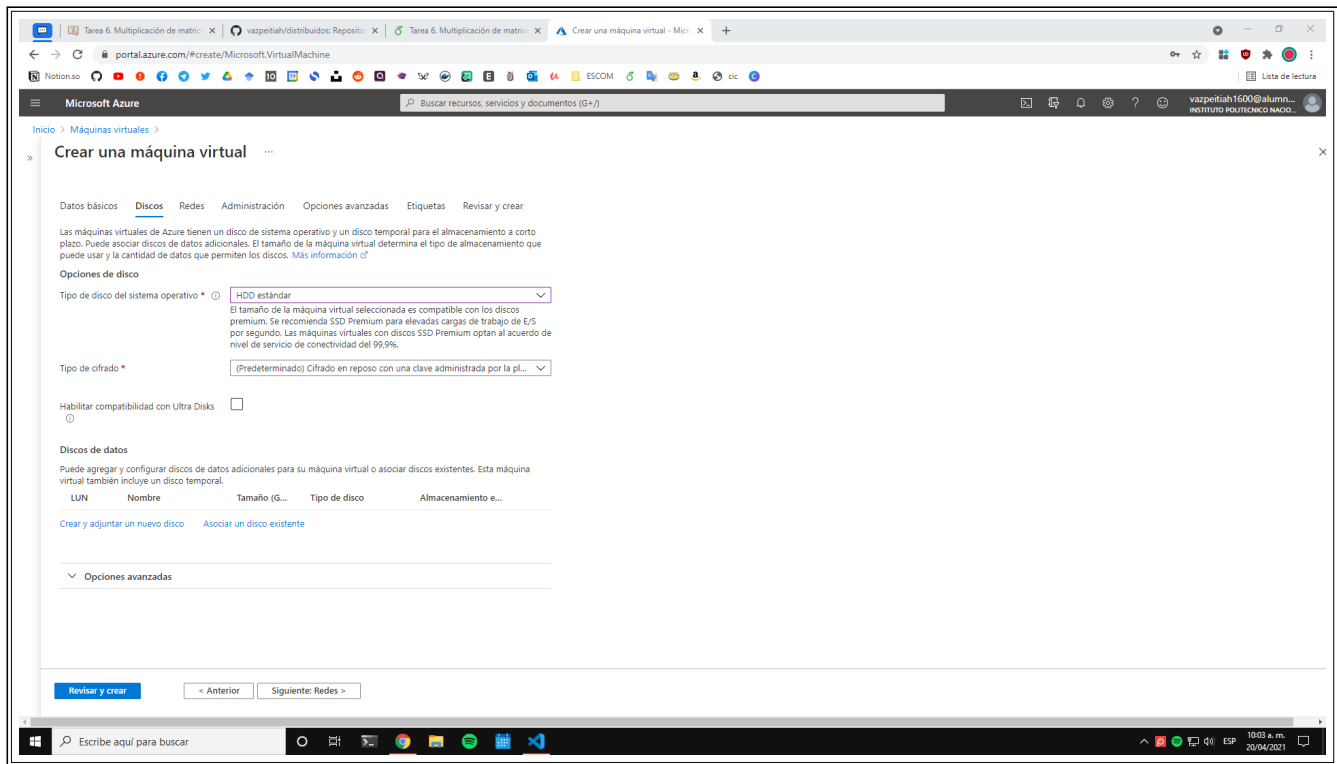 Tarea 6. Multiplicación de matric
vazpeitiah/distribuidos: Reposito
Tarea 6. Multiplicación de matric
Crear una máquina virtual - Micr
portal.azure.com/#create/Microsoft.VirtualMachine
Notion.so
ESCOM
cic
Lista de lectura
Microsoft Azure
Buscar recursos, servicios y documentos (G+/)
vazpeitiah1600@alumn...
INSTITUTO POLITECNICO NACIO...
Inicio > Máquinas virtuales >
Crear una máquina virtual ...
Datos básicos Discos Redes Administración Opciones avanzadas Etiquetas Revisar y crear
Las máquinas virtuales de Azure tienen un disco de sistema operativo y un disco temporal para el almacenamiento a corto
plazo. Puede asociar discos de datos adicionales. El tamaño de la máquina virtual determina el tipo de almacenamiento que
puede usar y la cantidad de datos que permiten los discos. Más información
Opciones de disco
Tipo de disco del sistema operativo *
HDD estándar
El tamaño de la máquina virtual seleccionada es compatible con los discos
premium. Se recomienda SSD Premium para elevadas cargas de trabajo de E/S
por segundo. Las máquinas virtuales con discos SSD Premium optan al acuerdo de
nivel de servicio de conectividad del 99,9%.
Tipo de cifrado *
(Predeterminado) Cifrado en reposo con una clave administrada por la pl...
Habilitar compatibilidad con Ultra Disks
Discos de datos
Puede agregar y configurar discos de datos adicionales para su máquina virtual o asociar discos existentes. Esta máquina
virtual también incluye un disco temporal.
LUN Nombre Tamaño (G... Tipo de disco Almacenamiento e...
Crear y adjuntar un nuevo disco Asociar un disco existente
Opciones avanzadas
Revisar y crear
< Anterior
Siguiente: Redes >
Escribe aquí para buscar
ESP
10:03 a. m.
20/04/2021